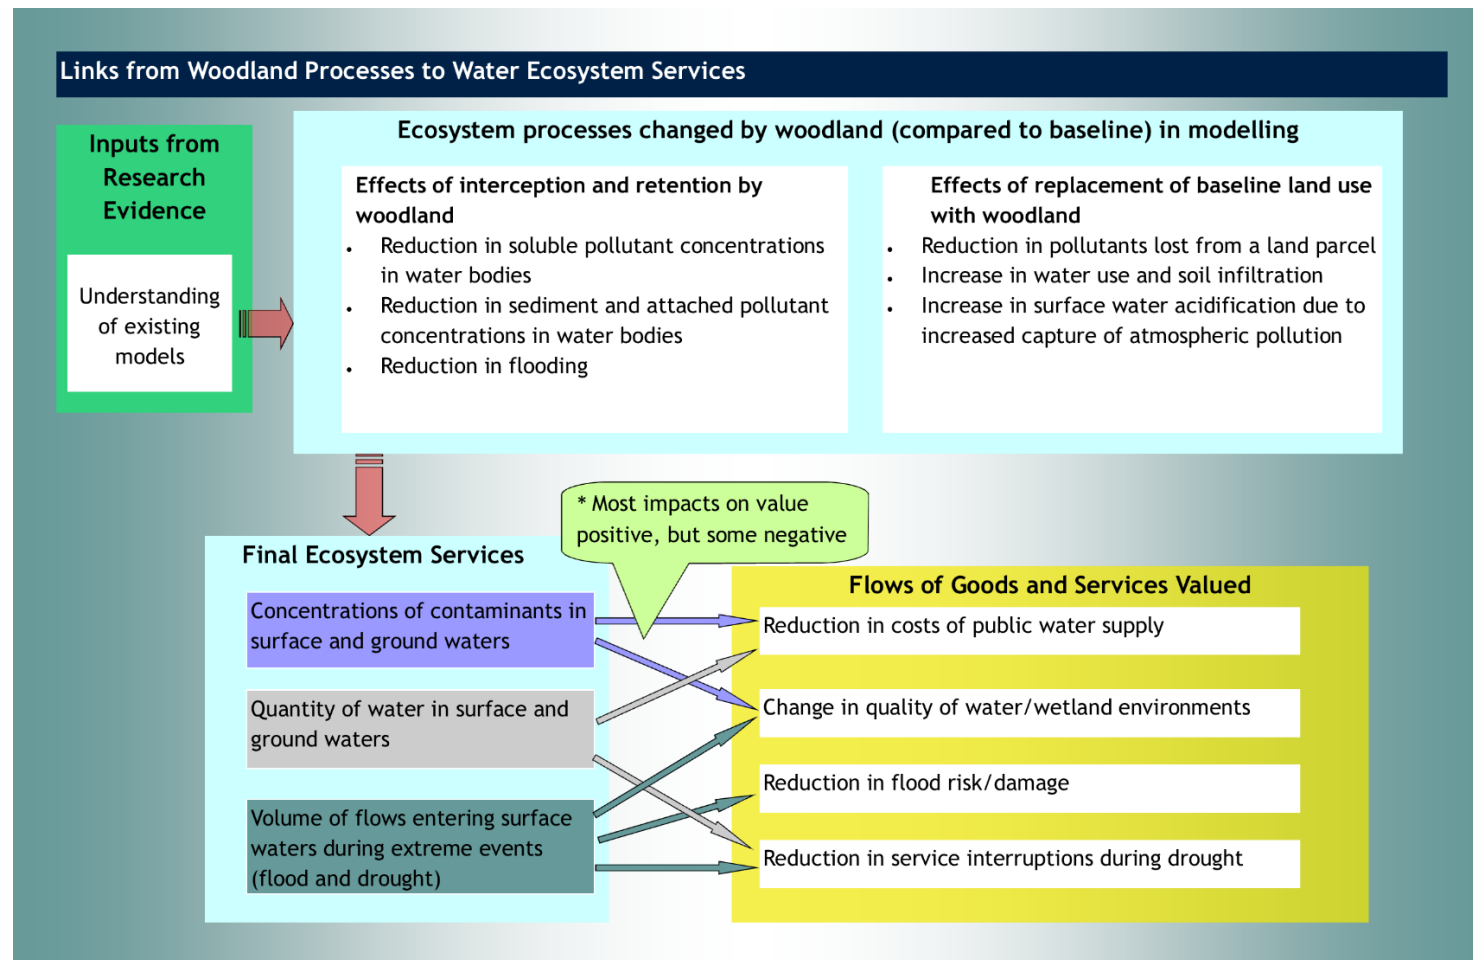 Links from Woodland Processes to Water Ecosystem Services
Inputs from
Research
Evidence
Understanding
of existing
models
Ecosystem processes changed by woodland (compared to baseline) in modelling
Effects of interception and retention by
woodland
• Reduction in soluble pollutant concentrations
in water bodies
• Reduction in sediment and attached pollutant
concentrations in water bodies
• Reduction in flooding
Effects of replacement of baseline land use
with woodland
• Reduction in pollutants lost from a land parcel
• Increase in water use and soil infiltration
• Increase in surface water acidification due to
increased capture of atmospheric pollution
* Most impacts on value
positive, but some negative
Final Ecosystem Services
Concentrations of contaminants in
surface and ground waters
Quantity of water in surface and
ground waters
Volume of flows entering surface
waters during extreme events
(flood and drought)
Flows of Goods and Services Valued
Reduction in costs of public water supply
Change in quality of water/wetland environments
Reduction in flood risk/damage
Reduction in service interruptions during drought